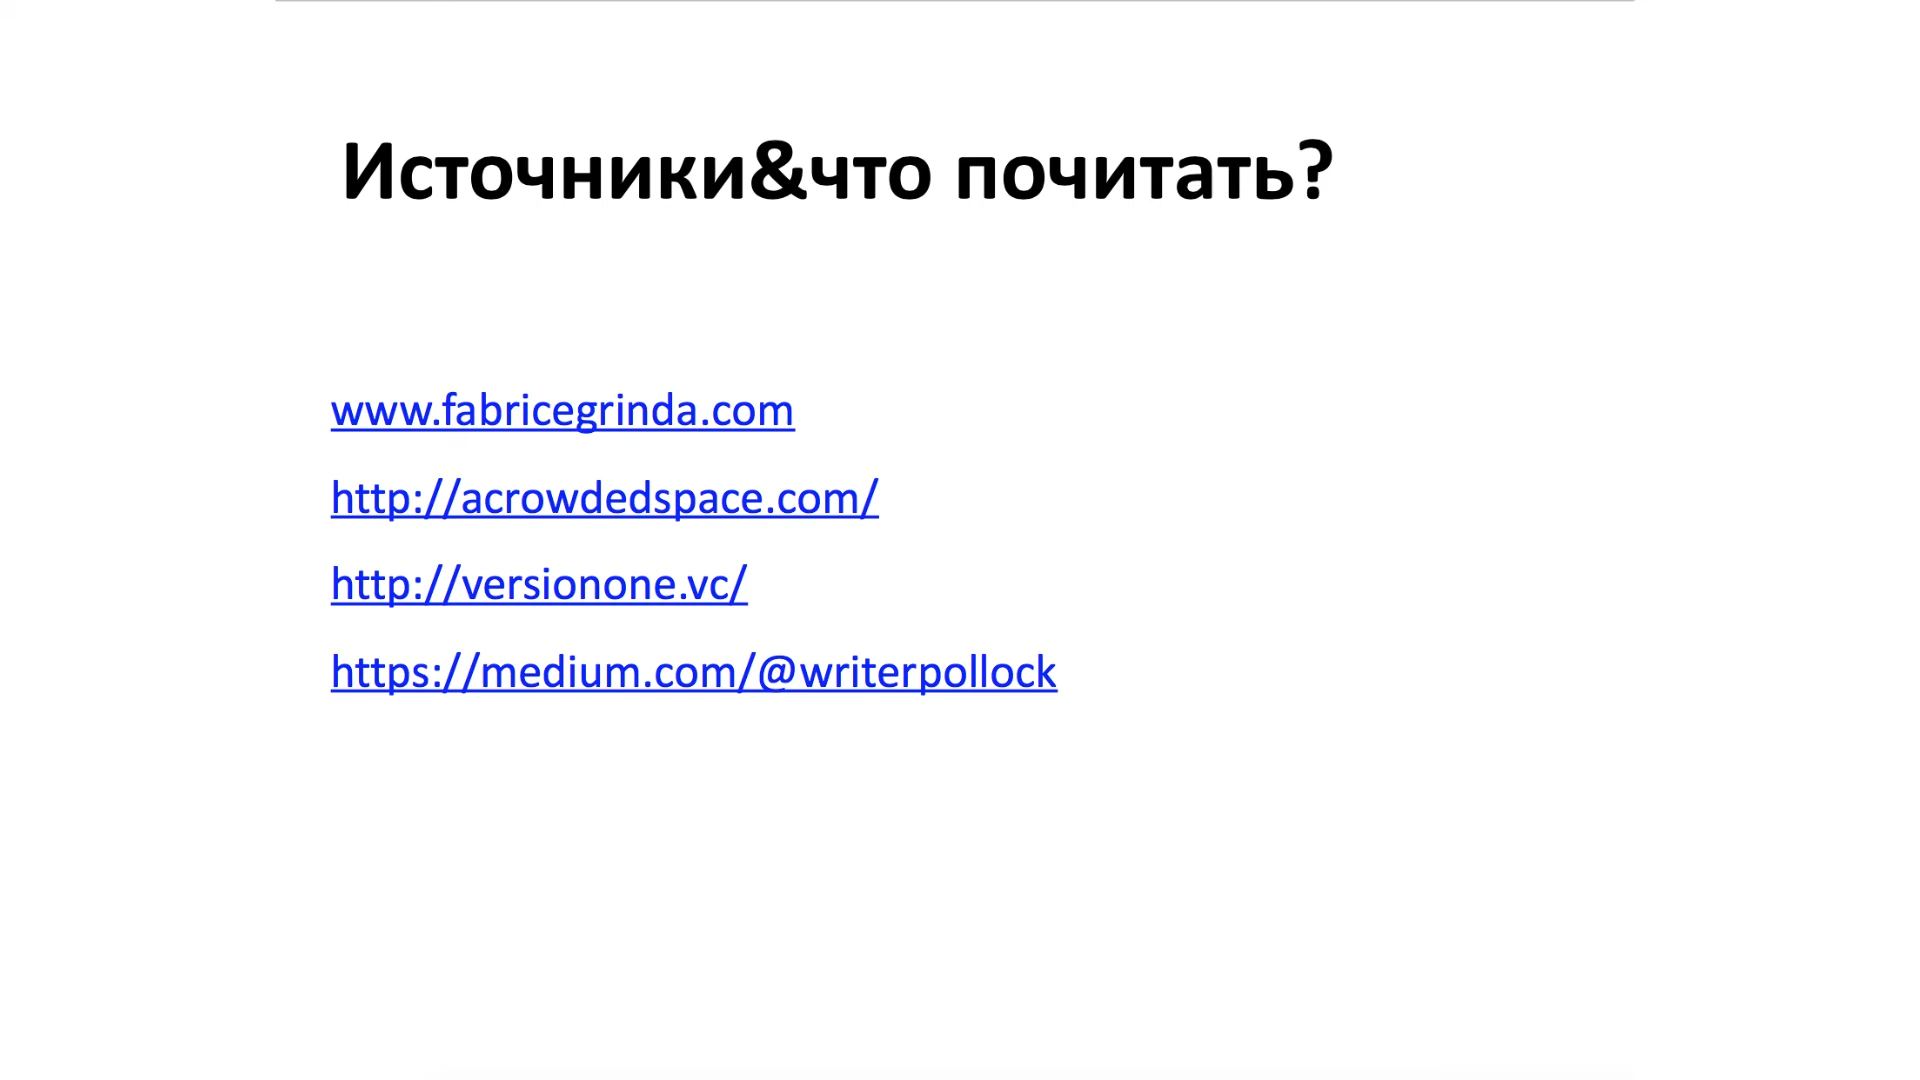 Источники&что почитать?
www.fabricegrinda.com
http://acrowdedspace.com/
http://versionone.vc/
https://medium.com/@writerpollock